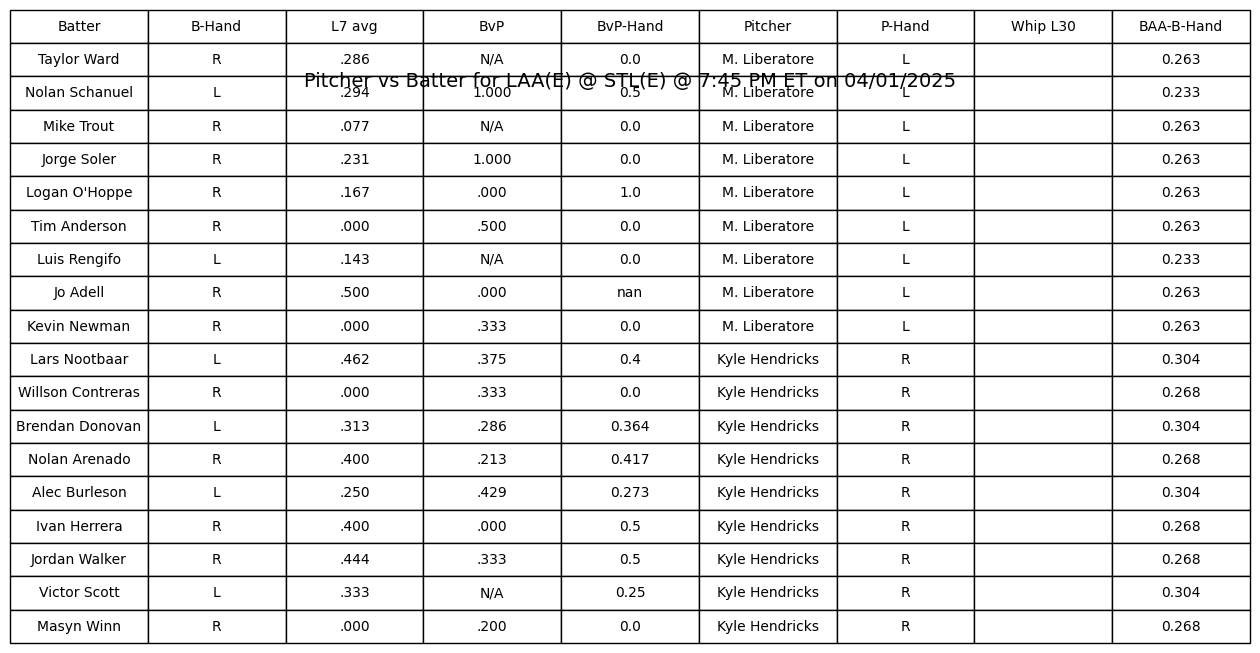 Batter B-Hand L7 avg BvP BvP-Hand Pitcher P-Hand Whip L30 BAA-B-Hand
Taylor Ward R .286 N/A 0.0 M. Liberatore L 0.263
Pitcher vs Batter for LAA(E) @ STL(E) @ 7:45 PM ET on 04/01/2025
Nolan Schanuel L .294 1.000 0.5 M. Liberatore L 0.233
Mike Trout R .077 N/A 0.0 M. Liberatore L 0.263
Jorge Soler R .231 1.000 0.0 M. Liberatore L 0.263
Logan O'Hoppe R .167 .000 1.0 M. Liberatore L 0.263
Tim Anderson R .000 .500 0.0 M. Liberatore L 0.263
Luis Rengifo L .143 N/A 0.0 M. Liberatore L 0.233
Jo Adell R .500 .000 nan M. Liberatore L 0.263
Kevin Newman R .000 .333 0.0 M. Liberatore L 0.263
Lars Nootbaar L .462 .375 0.4 Kyle Hendricks R 0.304
Willson Contreras R .000 .333 0.0 Kyle Hendricks R 0.268
Brendan Donovan L .313 .286 0.364 Kyle Hendricks R 0.304
Nolan Arenado R .400 .213 0.417 Kyle Hendricks R 0.268
Alec Burleson L .250 .429 0.273 Kyle Hendricks R 0.304
Ivan Herrera R .400 .000 0.5 Kyle Hendricks R 0.268
Jordan Walker R .444 .333 0.5 Kyle Hendricks R 0.268
Victor Scott L .333 N/A 0.25 Kyle Hendricks R 0.304
Masyn Winn R .000 .200 0.0 Kyle Hendricks R 0.268